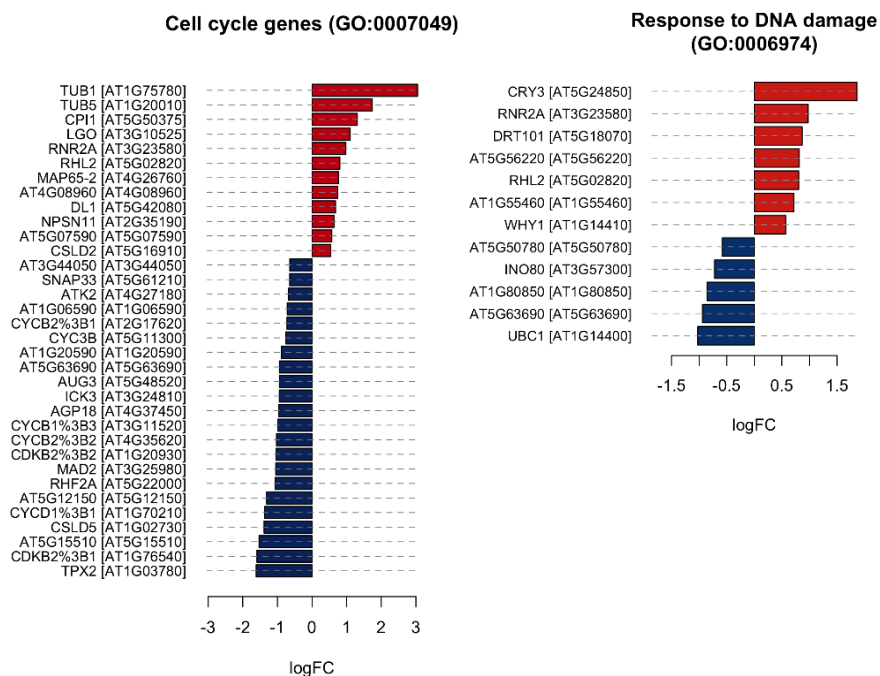 Cell cycle genes (GO:0007049)
TUB1 [AT1G75780]
TUB5 [AT1G20010]
CPI1 [AT5G50375]
LGO [AT3G10525]
RNR2A [AT3G23580]
RHL2 [AT5G02820]
MAP65-2 [AT4G26760]
AT4G08960 [AT4G08960]
DL1 [AT5G42080]
NPSN11 [AT2G35190]
AT5G07590 [AT5G07590]
CSLD2 [AT5G16910]
AT3G44050 [AT3G44050]
SNAP33 [AT5G61210]
ATK2 [AT4G27180]
AT1G06590 [AT1G06590]
CYCB2%3B1 [AT2G17620]
CYC3B [AT5G11300]
AT1G20590 [AT1G20590]
AT5G63690 [AT5G63690]
AUG3 [AT5G48520]
ICK3 [AT3G24810]
AGP18 [AT4G37450]
CYCB1%3B3 [AT3G11520]
CYCB2%3B2 [AT4G35620]
CDKB2%3B2 [AT1G20930]
MAD2 [AT3G25980]
RHF2A [AT5G22000]
AT5G12150 [AT5G12150]
CYCD1%3B1 [AT1G70210]
CSLD5 [AT1G02730]
AT5G15510 [AT5G15510]
CDKB2%3B1 [AT1G76540]
TPX2 [AT1G03780]
-3 -2 -1 0 1 2 3
logFC
Response to DNA damage
(GO:0006974)
CRY3 [AT5G24850]
RNR2A [AT3G23580]
DRT101 [AT5G18070]
AT5G56220 [AT5G56220]
RHL2 [AT5G02820]
AT1G55460 [AT1G55460]
WHY1 [AT1G14410]
AT5G50780 [AT5G50780]
INO80 [AT3G57300]
AT1G80850 [AT1G80850]
AT5G63690 [AT5G63690]
UBC1 [AT1G14400]
-1.5 -0.5 0.5 1.5
logFC